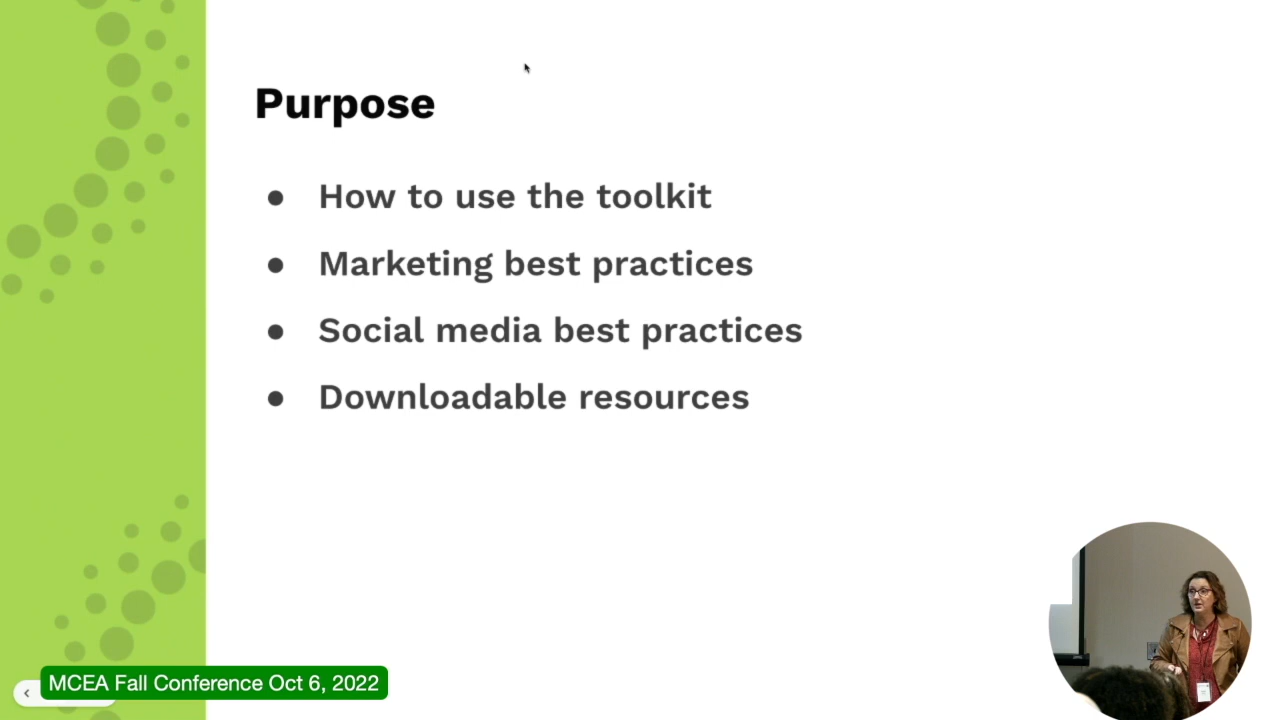 Purpose
● How to use the toolkit
● Marketing best practices
● Social media best practices
● Downloadable resources
MCEA Fall Conference Oct 6, 2022